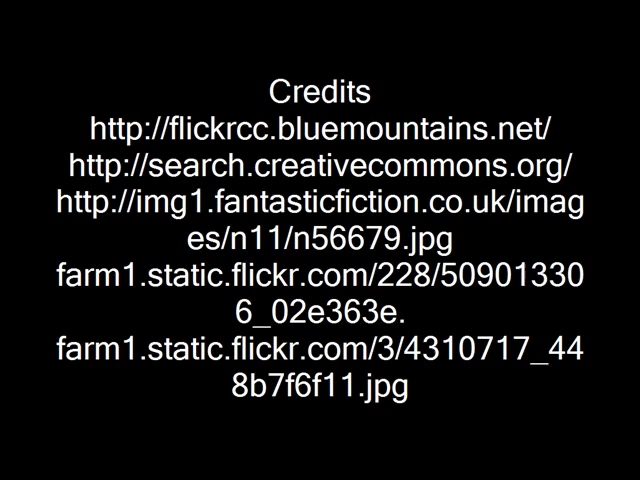 Credits
http://flickrcc.bluemountains.net/
http://search.creativecommons.org/
http://img1.fantasticfiction.co.uk/imag
es/n11/n56679.jpg
farm1.static.flickr.com/228/50901330
6_02e363e.
farm1.static.flickr.com/3/4310717_44
8b7f6f11.jpg